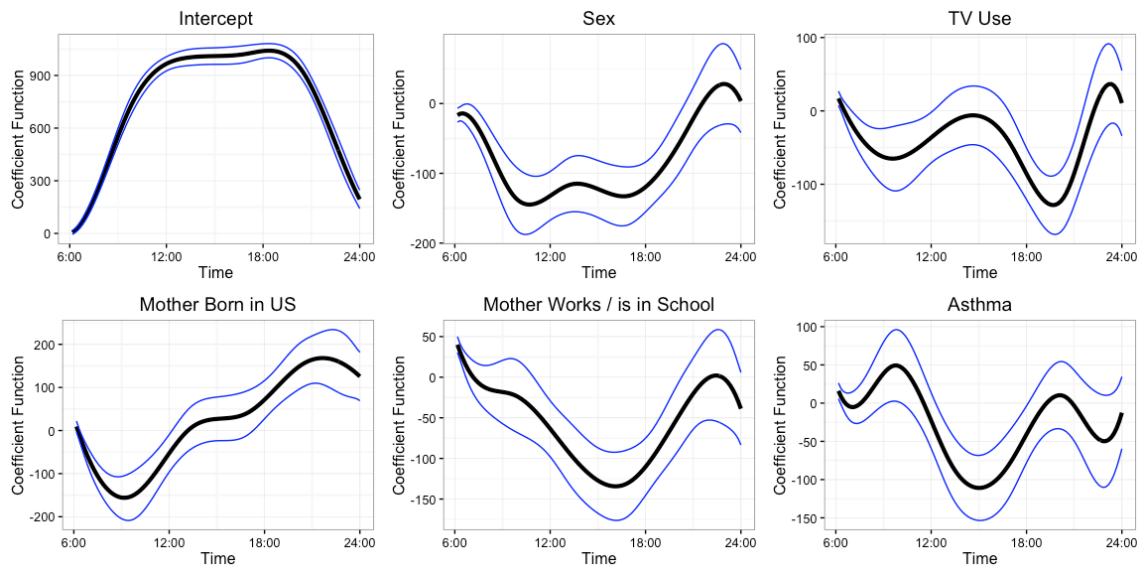 Intercept
Coefficient Function
900
600
300
0
6:00 12:00 18:00 24:00
Time
Sex
Coefficient Function
0
-100
-200
6:00 12:00 18:00 24:00
Time
TV Use
Coefficient Function
100
0
-100
6:00 12:00 18:00 24:00
Time
Mother Born in US
Coefficient Function
200
100
0
-100
-200
6:00 12:00 18:00 24:00
Time
Mother Works / is in School
Coefficient Function
50
0
-50
-100
-150
6:00 12:00 18:00 24:00
Time
Asthma
Coefficient Function
100
50
0
-50
-100
-150
6:00 12:00 18:00 24:00
Time